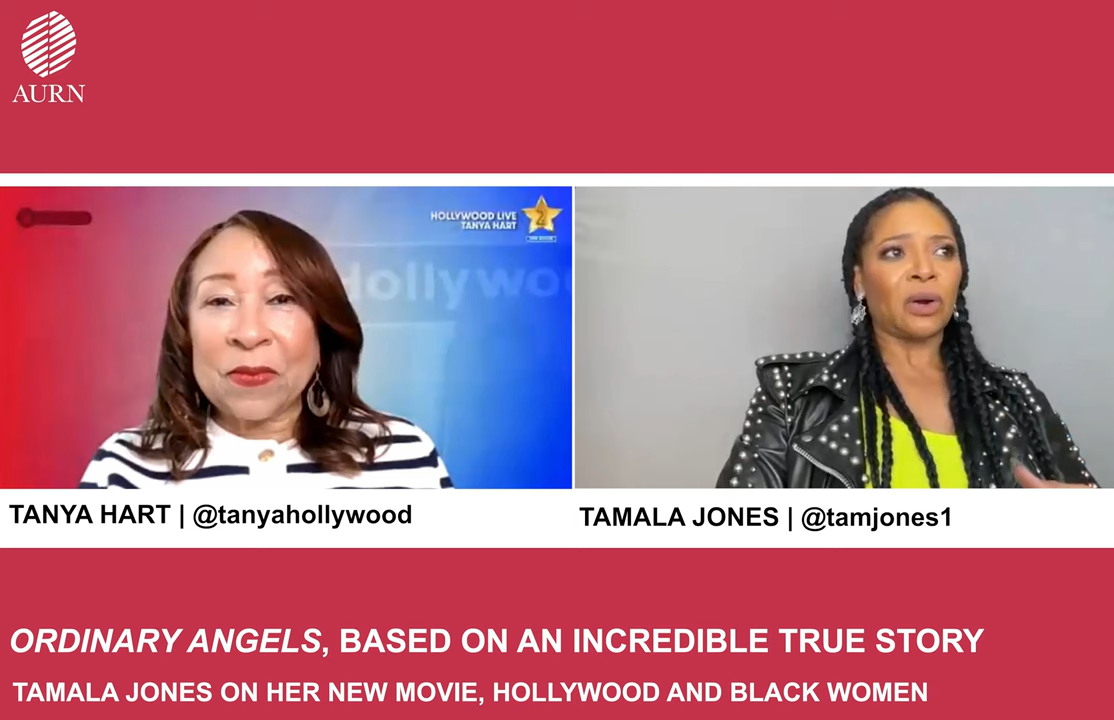 AURN
HOLLYWOOD LIVE
TANYA HART
Hollywoo
TANYA HART | @tanyahollywood
TAMALA JONES | @tamjones1
ORDINARY ANGELS, BASED ON AN INCREDIBLE TRUE STORY
TAMALA JONES ON HER NEW MOVIE, HOLLYWOOD AND BLACK WOMEN